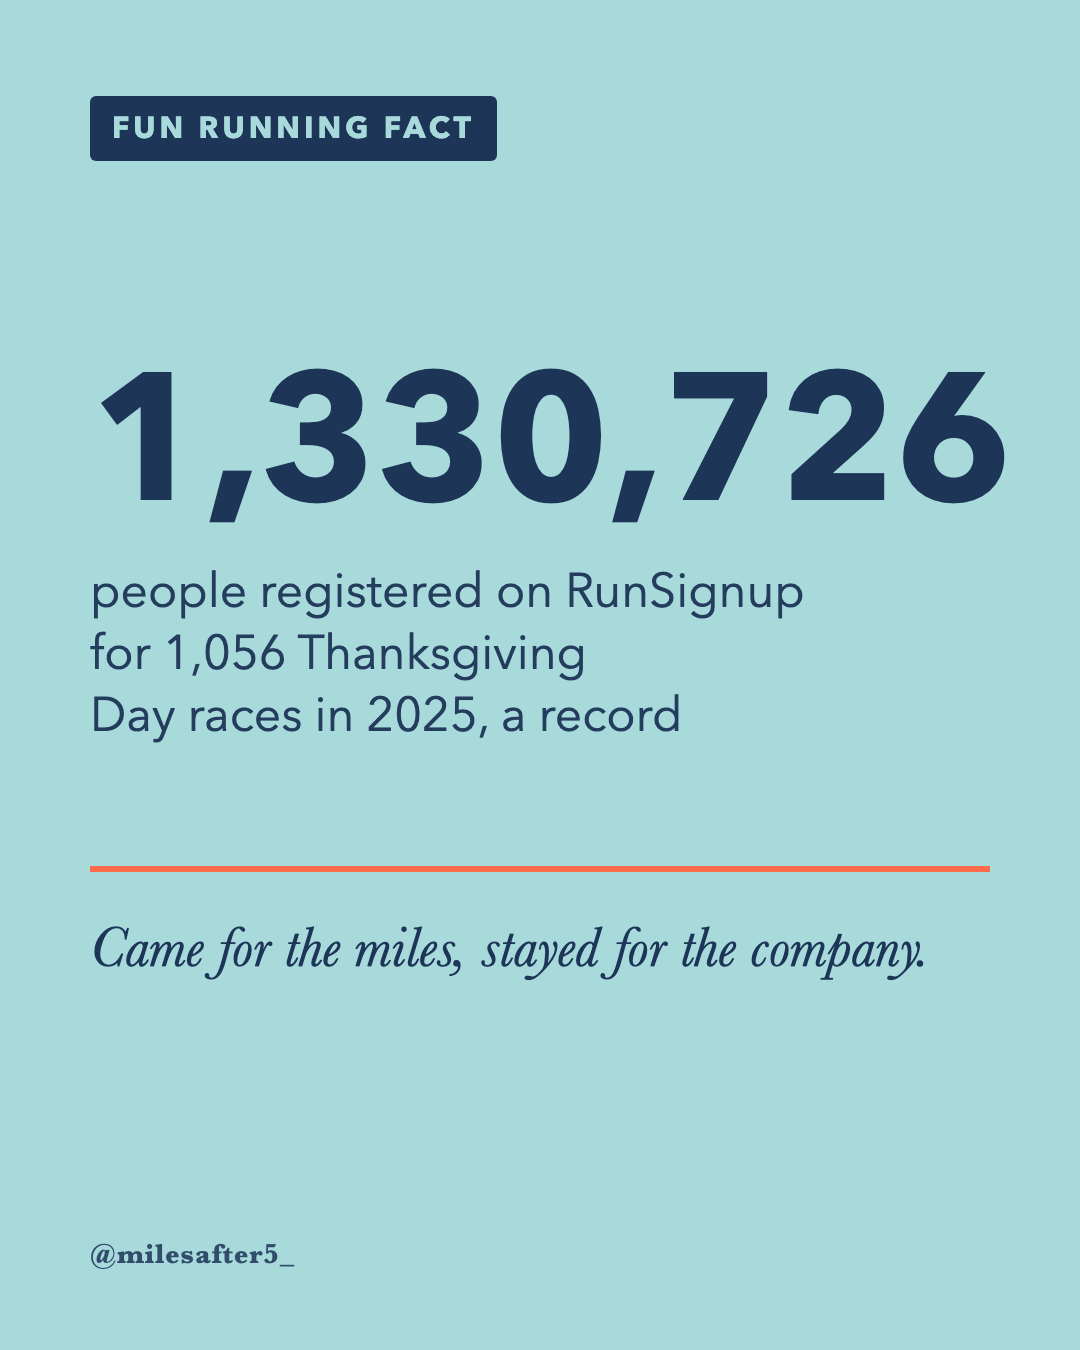 FUN RUNNING FACT
1,330,726
people registered on RunSignup
for 1,056 Thanksgiving
Day races in 2025, a record
Came for the miles, stayed for the company.
@milesafter5_